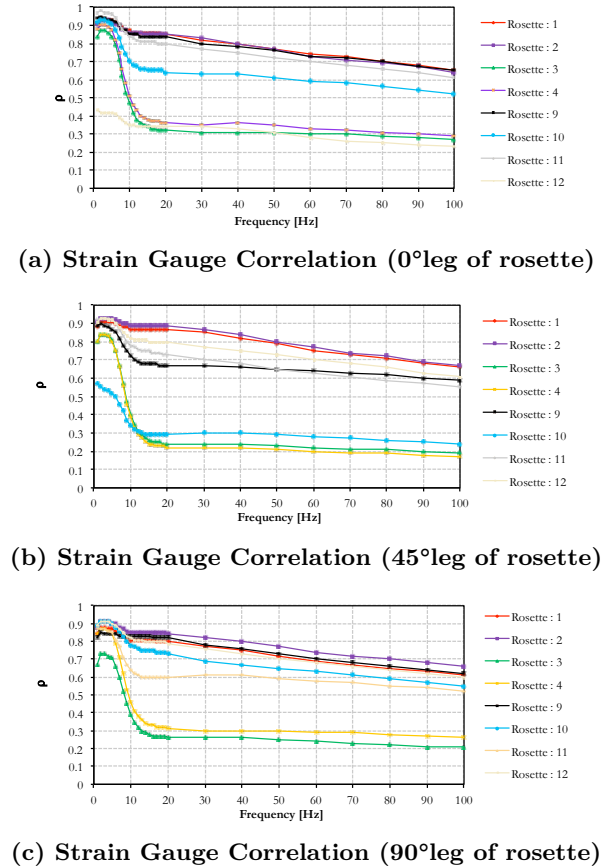 1
0.9
0.8
0.7
0.6
ρ
0.5
0.4
0.3
0.2
0.1
0
0 10 20 30 40 50 60 70 80 90 100
Frequency [Hz]
Rosette : 1
Rosette : 2
Rosette : 3
Rosette : 4
Rosette : 9
Rosette : 10
Rosette : 11
Rosette : 12
(a) Strain Gauge Correlation (0°leg of rosette)
1
0.9
0.8
0.7
0.6
ρ
0.5
0.4
0.3
0.2
0.1
0
0 10 20 30 40 50 60 70 80 90 100
Frequency [Hz]
Rosette : 1
Rosette : 2
Rosette : 3
Rosette : 4
Rosette : 9
Rosette : 10
Rosette : 11
Rosette : 12
(b) Strain Gauge Correlation (45°leg of rosette)
1
0.9
0.8
0.7
0.6
ρ
0.5
0.4
0.3
0.2
0.1
0
0 10 20 30 40 50 60 70 80 90 100
Frequency [Hz]
Rosette : 1
Rosette : 2
Rosette : 3
Rosette : 4
Rosette : 9
Rosette : 10
Rosette : 11
Rosette : 12
(c) Strain Gauge Correlation (90°leg of rosette)